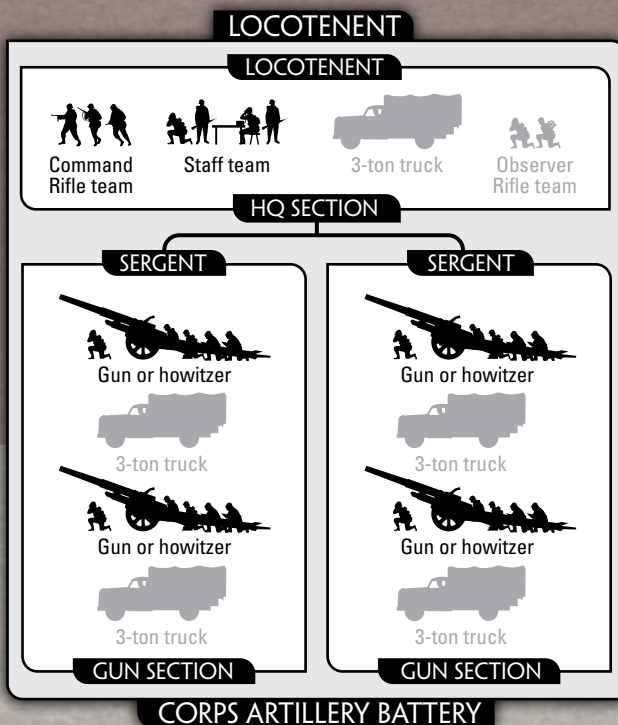 LOCOTENENT
LOCOTENENT
Command
Rifle team
Staff team
3-ton truck
Observer
Rifle team
HQ SECTION
SERGENT
Gun or howitzer
3-ton truck
Gun or howitzer
3-ton truck
GUN SECTION
SERGENT
Gun or howitzer
3-ton truck
Gun or howitzer
3-ton truck
GUN SECTION
CORPS ARTILLERY BATTERY